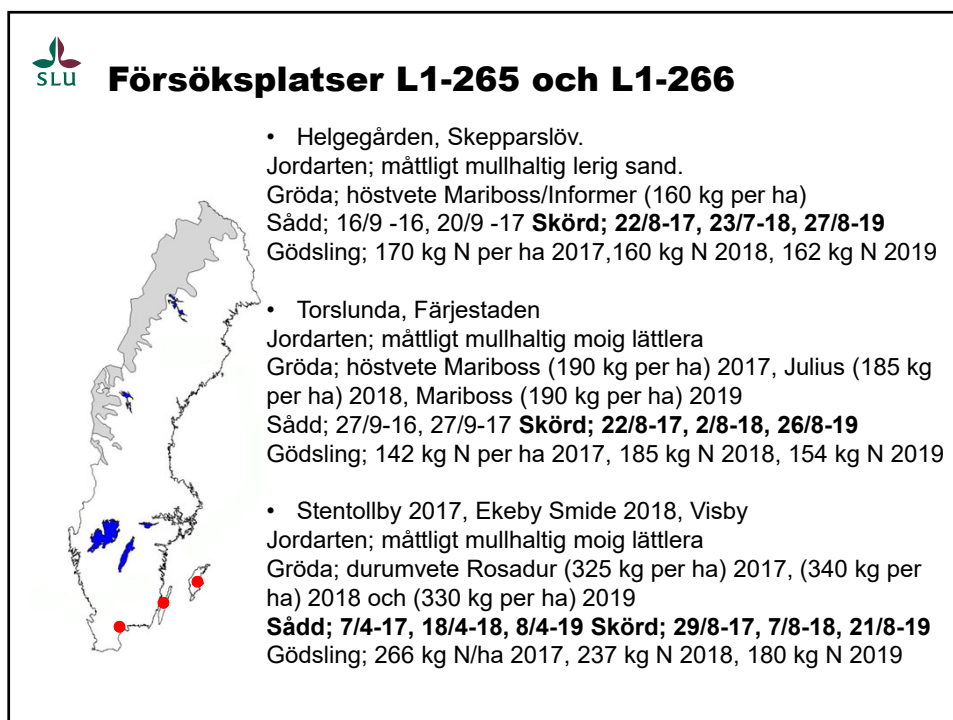 SLU
Försöksplatser L1-265 och L1-266
• Helgegården, Skepparslöv.
Jordarten; måttligt mullhaltig lerig sand.
Gröda; höstvete Mariboss/Informer (160 kg per ha)
Sådd; 16/9 -16, 20/9 -17 Skörd; 22/8-17, 23/7-18, 27/8-19
Gödsling; 170 kg N per ha 2017,160 kg N 2018, 162 kg N 2019
• Torslunda, Färjestaden
Jordarten; måttligt mullhaltig moig lättlera
Gröda; höstvete Mariboss (190 kg per ha) 2017, Julius (185 kg
per ha) 2018, Mariboss (190 kg per ha) 2019
Sådd; 27/9-16, 27/9-17 Skörd; 22/8-17, 2/8-18, 26/8-19
Gödsling; 142 kg N per ha 2017, 185 kg N 2018, 154 kg N 2019
• Stentollby 2017, Ekeby Smide 2018, Visby
Jordarten; måttligt mullhaltig moig lättlera
Gröda; durumvete Rosadur (325 kg per ha) 2017, (340 kg per
ha) 2018 och (330 kg per ha) 2019
Sådd; 7/4-17, 18/4-18, 8/4-19 Skörd; 29/8-17, 7/8-18, 21/8-19
Gödsling; 266 kg N/ha 2017, 237 kg N 2018, 180 kg N 2019